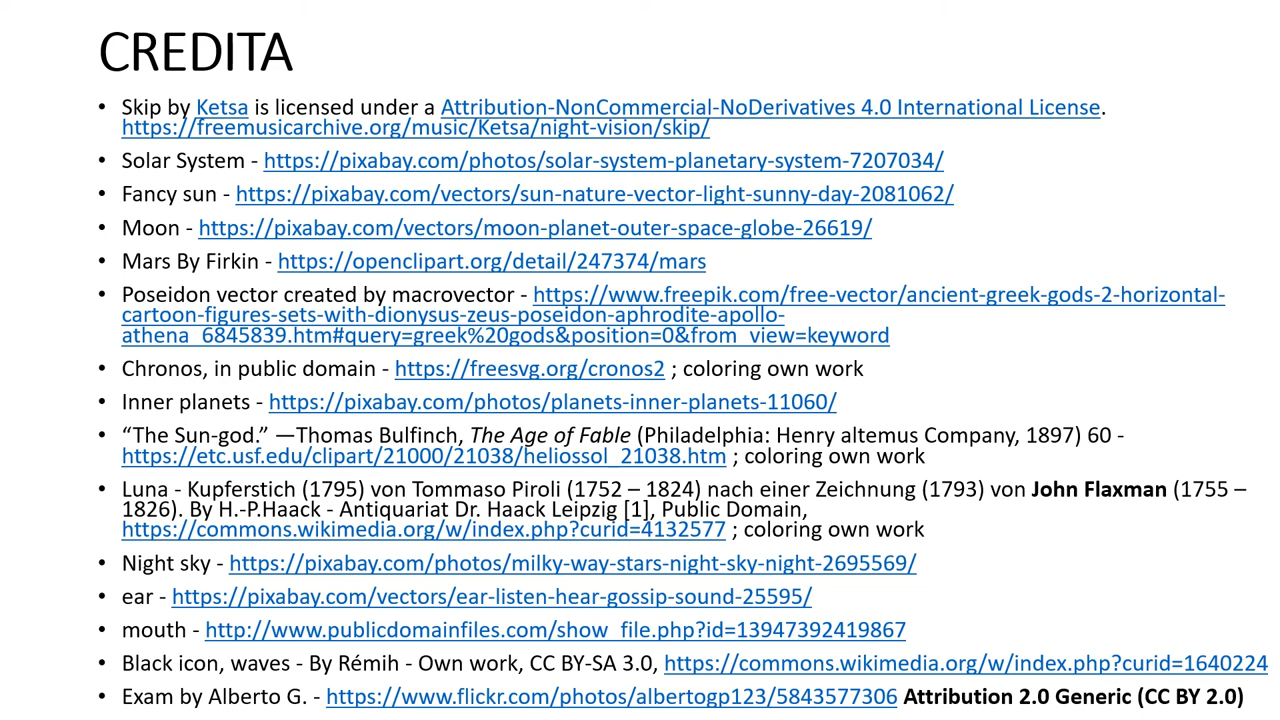 CREDITA
• Skip by Ketsa is licensed under a Attribution-NonCommercial-NoDerivatives 4.0 International License.
https://freemusicarchive.org/music/Ketsa/night-vision/skip/
• Solar System - https://pixabay.com/photos/solar-system-planetary-system-7207034/
• Fancy sun - https://pixabay.com/vectors/sun-nature-vector-light-sunny-day-2081062/
• Moon - https://pixabay.com/vectors/moon-planet-outer-space-globe-26619/
• Mars By Firkin - https://openclipart.org/detail/247374/mars
• Poseidon vector created by macrovector - https://www.freepik.com/free-vector/ancient-greek-gods-2-horizontal-
cartoon-figures-sets-with-dionysus-zeus-poseidon-aphrodite-apollo-
athena_6845839.htm#query=greek%20gods&position=0&from_view=keyword
• Chronos, in public domain - https://freesvg.org/cronos2 ; coloring own work
• Inner planets - https://pixabay.com/photos/planets-inner-planets-11060/
• “The Sun-god.” —Thomas Bulfinch, The Age of Fable (Philadelphia: Henry altemus Company, 1897) 60 -
https://etc.usf.edu/clipart/21000/21038/heliossol_21038.htm ; coloring own work
• Luna - Kupferstich (1795) von Tommaso Piroli (1752 – 1824) nach einer Zeichnung (1793) von John Flaxman (1755 –
1826). By H.-P.Haack - Antiquariat Dr. Haack Leipzig [1], Public Domain,
https://commons.wikimedia.org/w/index.php?curid=4132577 ; coloring own work
• Night sky - https://pixabay.com/photos/milky-way-stars-night-sky-night-2695569/
• ear - https://pixabay.com/vectors/ear-listen-hear-gossip-sound-25595/
• mouth - http://www.publicdomainfiles.com/show_file.php?id=13947392419867
• Black icon, waves - By Rémih - Own work, CC BY-SA 3.0, https://commons.wikimedia.org/w/index.php?curid=1640224
• Exam by Alberto G. - https://www.flickr.com/photos/albertogp123/5843577306 Attribution 2.0 Generic (CC BY 2.0)